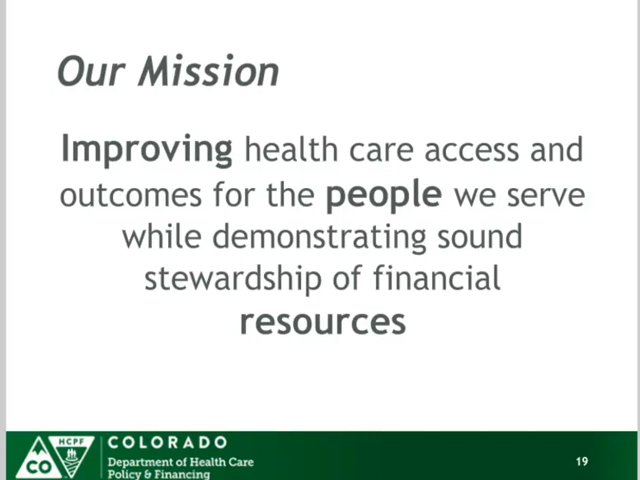 Our Mission
Improving health care access and
outcomes for the people we serve
while demonstrating sound
stewardship of financial
resources
CO
HCPF
COLORADO
Department of Health Care
Policy & Financing
19